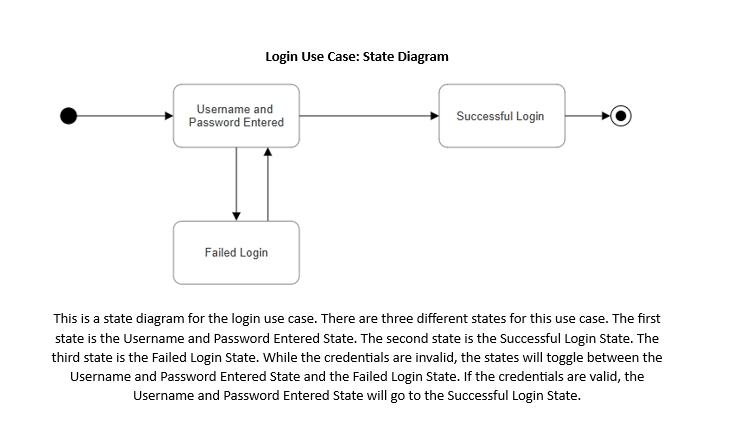 Login Use Case: State Diagram
Username and
Password Entered
Successful Login
Failed Login
This is a state diagram for the login use case. There are three different states for this use case. The first
state is the Username and Password Entered State. The second state is the Successful Login State. The
third state is the Failed Login State. While the credentials are invalid, the states will toggle between the
Username and Password Entered State and the Failed Login State. If the credentials are valid, the
Username and Password Entered State will go to the Successful Login State.